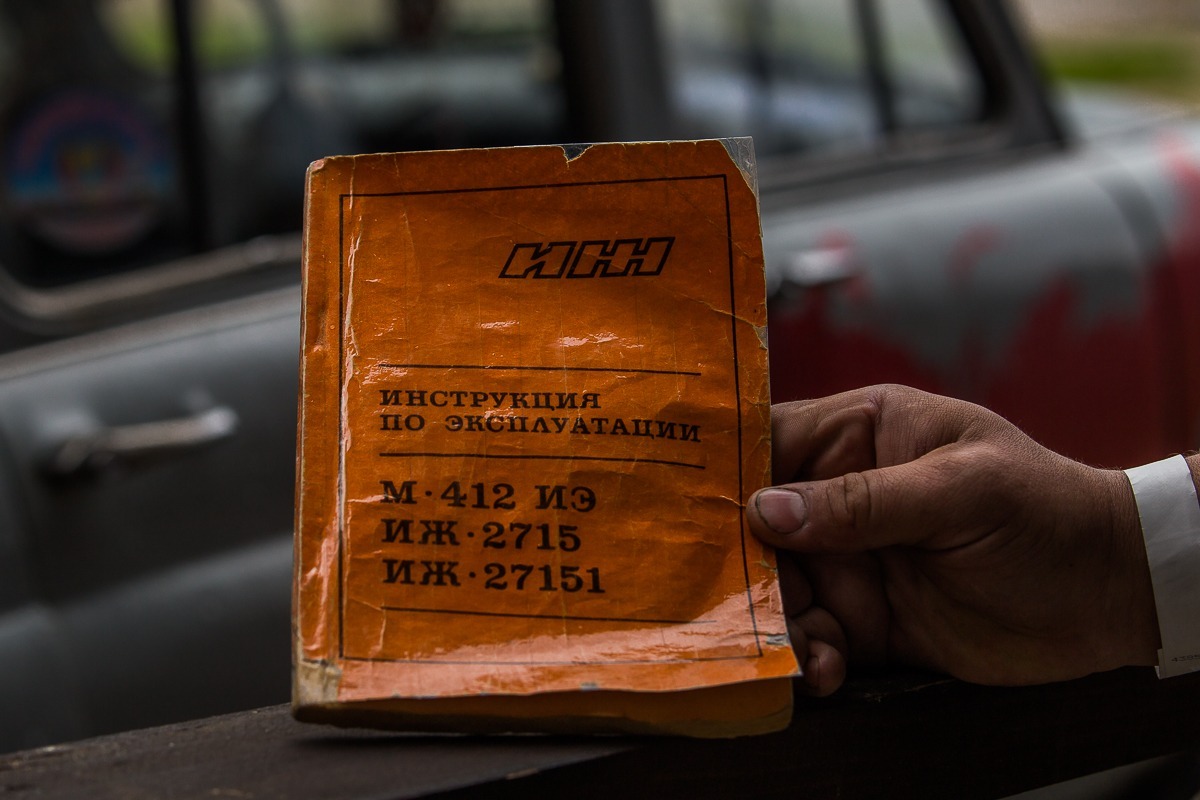 ИЖ
ИНСТРУКЦИЯ
ПО ЭКСПЛУАТАЦИИ
М·412 ИЭ
ИЖ·2715
ИЖ·27151